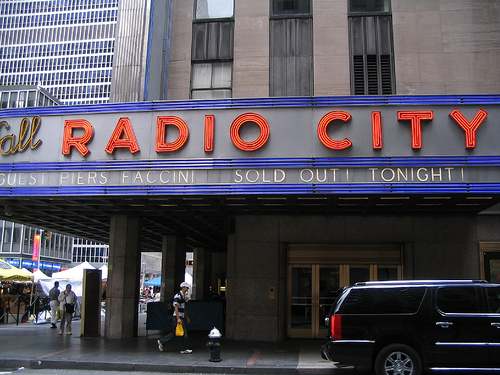 all RADIO CITY
GUEST PIERS FACCINI SOLD OUT! TONIGHT!